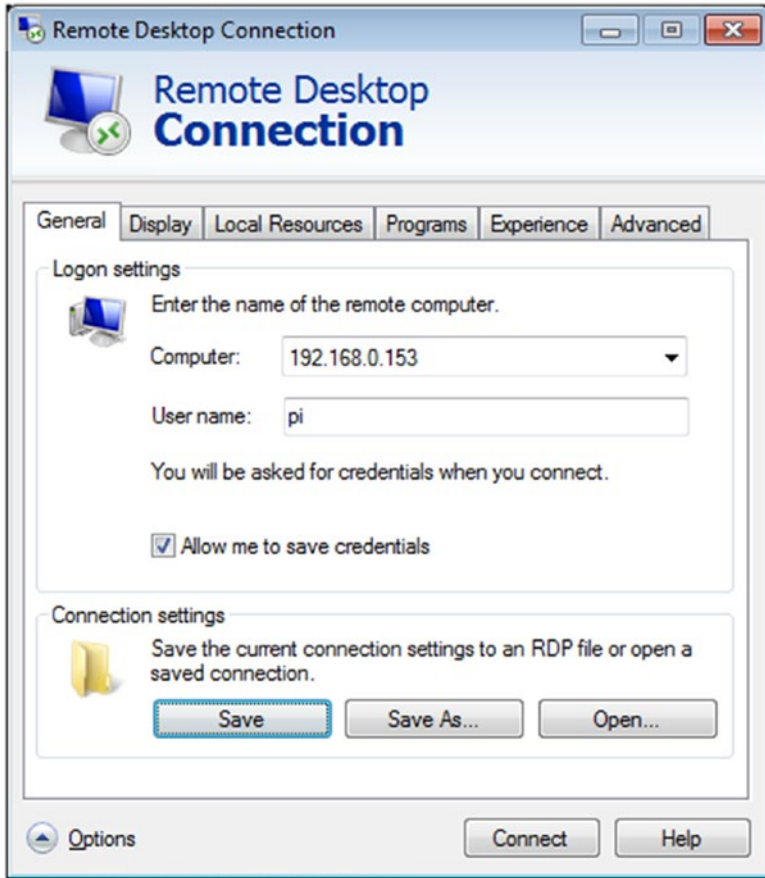 Remote Desktop Connection
Remote Desktop
Connection
General Display Local Resources Programs Experience Advanced
Logon settings
Enter the name of the remote computer.
Computer: 192.168.0.153
User name: pi
You will be asked for credentials when you connect.
Allow me to save credentials
Connection settings
Save the current connection settings to an RDP file or open a
saved connection.
Save Save As... Open...
Options Connect Help